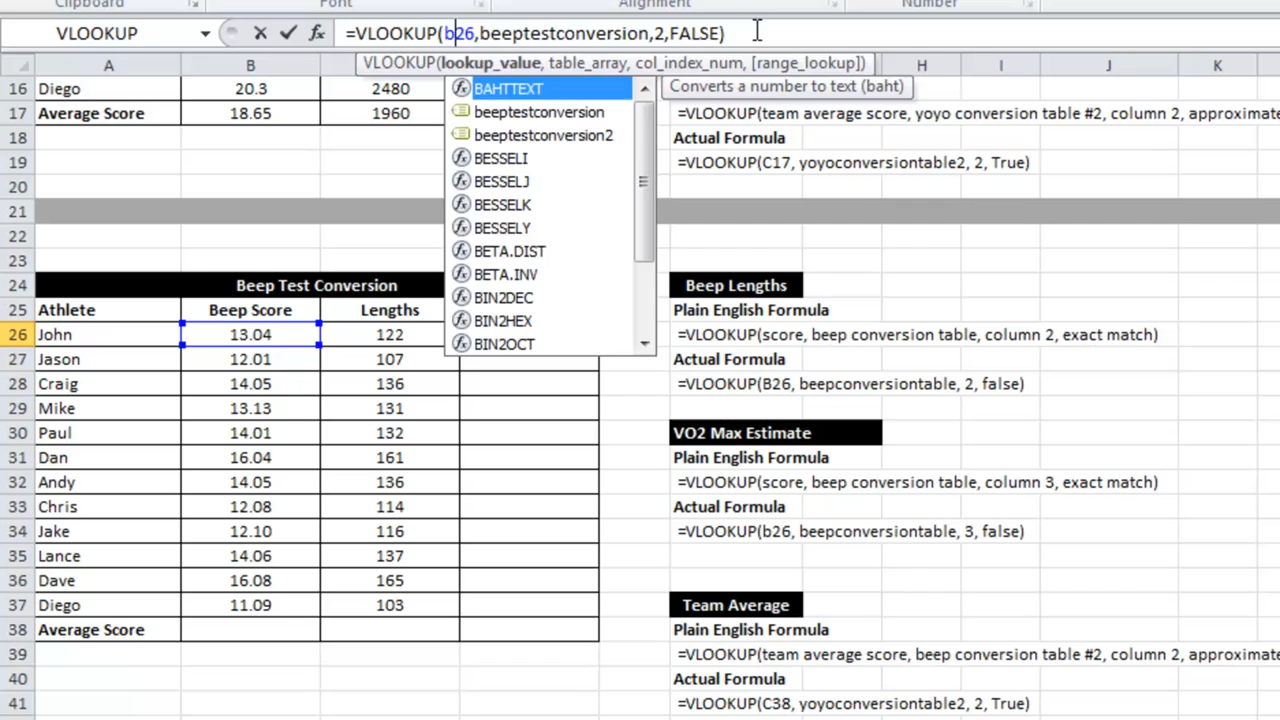 Font Alignment Number
VLOOKUP fx =VLOOKUP(b26,beeptestconversion,2,FALSE)
VLOOKUP(lookup_value, table_array, col_index_num, [range_lookup])
A B H I J K
BAHTTEXT Converts a number to text (baht)
beeptestconversion
beeptestconversion2
BESSELI
BESSELJ
BESSELK
BESSELY
BETA.DIST
BETA.INV
BIN2DEC
BIN2HEX
BIN2OCT
16 Diego 20.3 2480
17 Average Score 18.65 1960 =VLOOKUP(team average score, yoyo conversion table #2, column 2, approximate
18 Actual Formula
19 =VLOOKUP(C17, yoyoconversiontable2, 2, True)
20
21
22
23
24 Beep Test Conversion Beep Lengths
25 Athlete Beep Score Lengths Plain English Formula
26 John 13.04 122 =VLOOKUP(score, beep conversion table, column 2, exact match)
27 Jason 12.01 107 Actual Formula
28 Craig 14.05 136 =VLOOKUP(B26, beepconversiontable, 2, false)
29 Mike 13.13 131
30 Paul 14.01 132 VO2 Max Estimate
31 Dan 16.04 161 Plain English Formula
32 Andy 14.05 136 =VLOOKUP(score, beep conversion table, column 3, exact match)
33 Chris 12.08 114 Actual Formula
34 Jake 12.10 116 =VLOOKUP(b26, beepconversiontable, 3, false)
35 Lance 14.06 137
36 Dave 16.08 165
37 Diego 11.09 103 Team Average
38 Average Score Plain English Formula
39 =VLOOKUP(team average score, beep conversion table #2, column 2, approximate
40 Actual Formula
41 =VLOOKUP(C38, yoyoconversiontable2, 2, True)